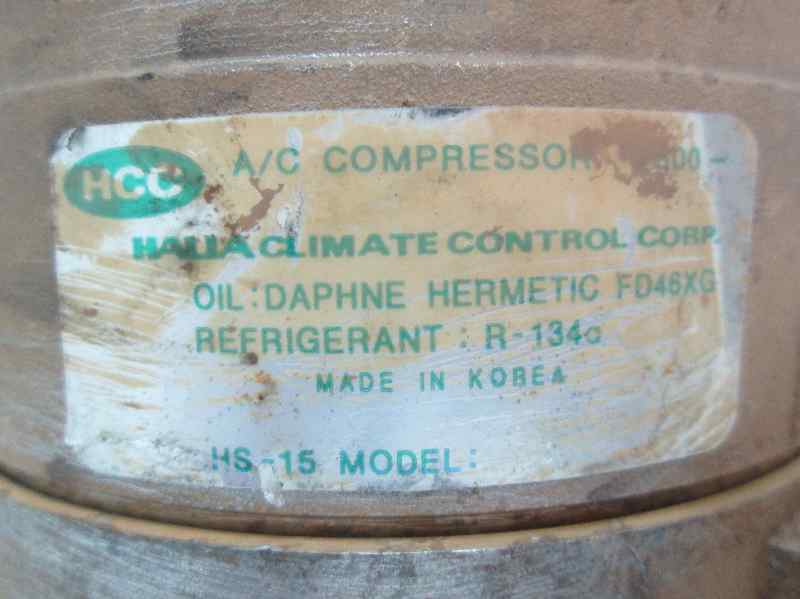 HCC
A/C COMPRESSOR
HALLA CLIMATE CONTROL CORP.
OIL:DAPHNE HERMETIC FD46XG
REFRIGERANT : R-134a
MADE IN KOREA
HS-15 MODEL: